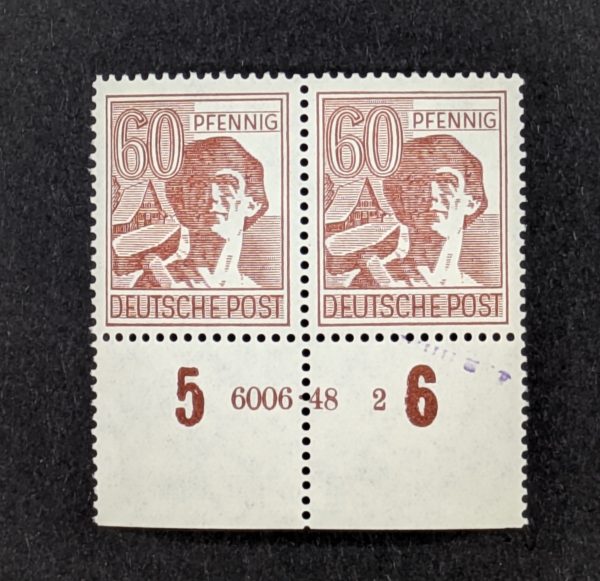 60 PFENNIG
DEUTSCHE POST
60 PFENNIG
DEUTSCHE POST
5 6006 48 2 6